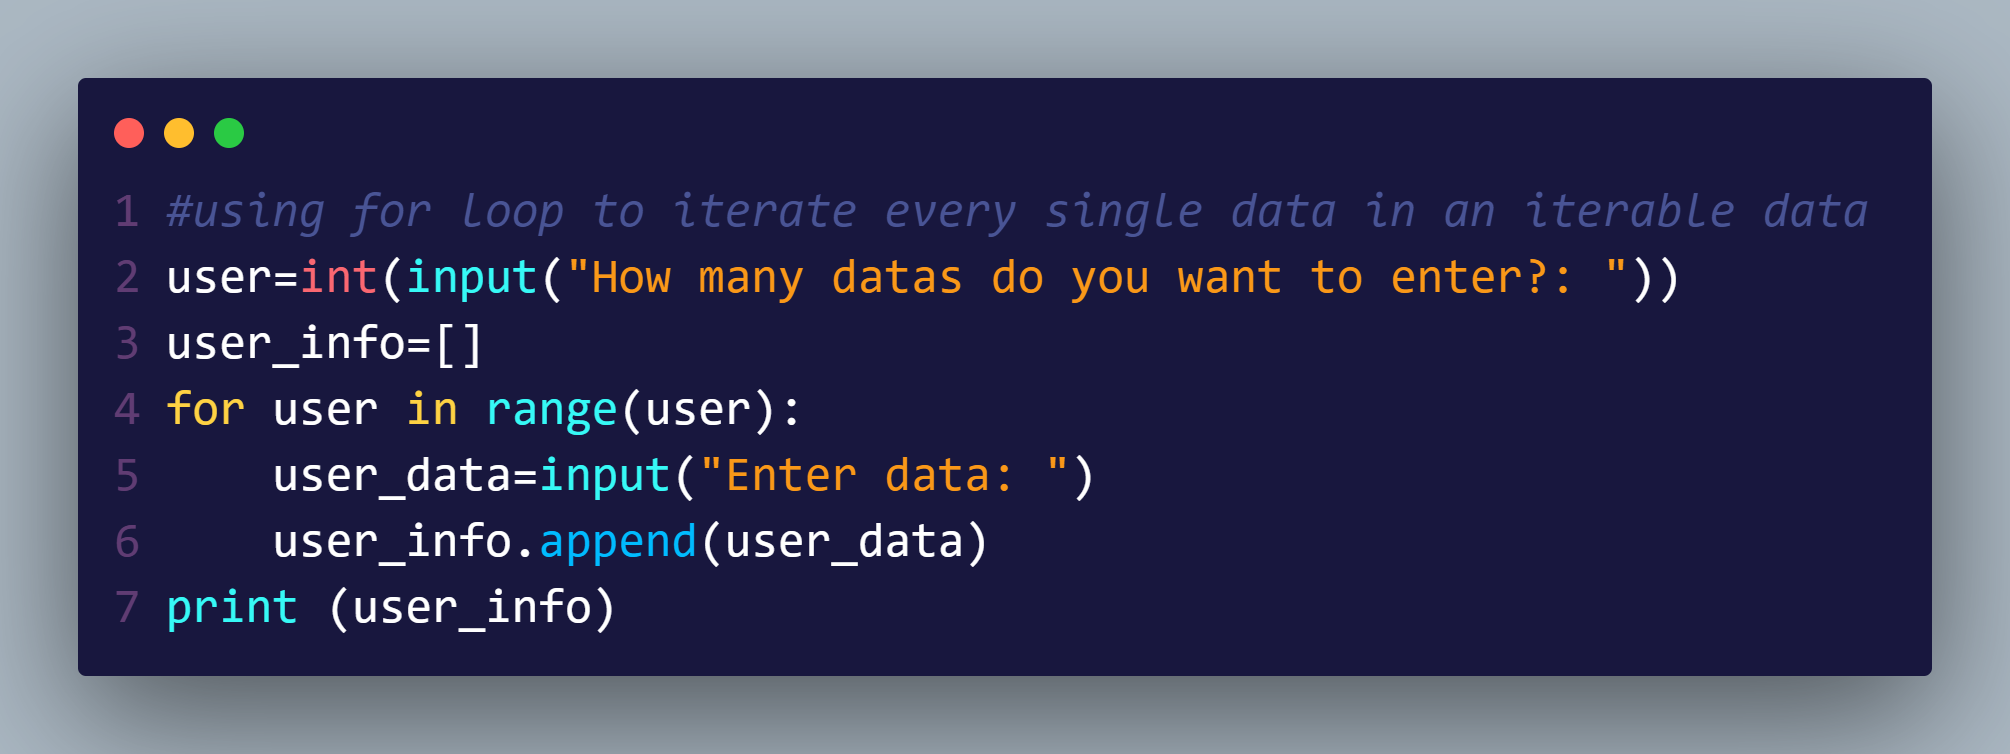 1 #using for loop to iterate every single data in an iterable data
2 user=int(input("How many datas do you want to enter?: "))
3 user_info=[]
4 for user in range(user):
5     user_data=input("Enter data: ")
6     user_info.append(user_data)
7 print (user_info)